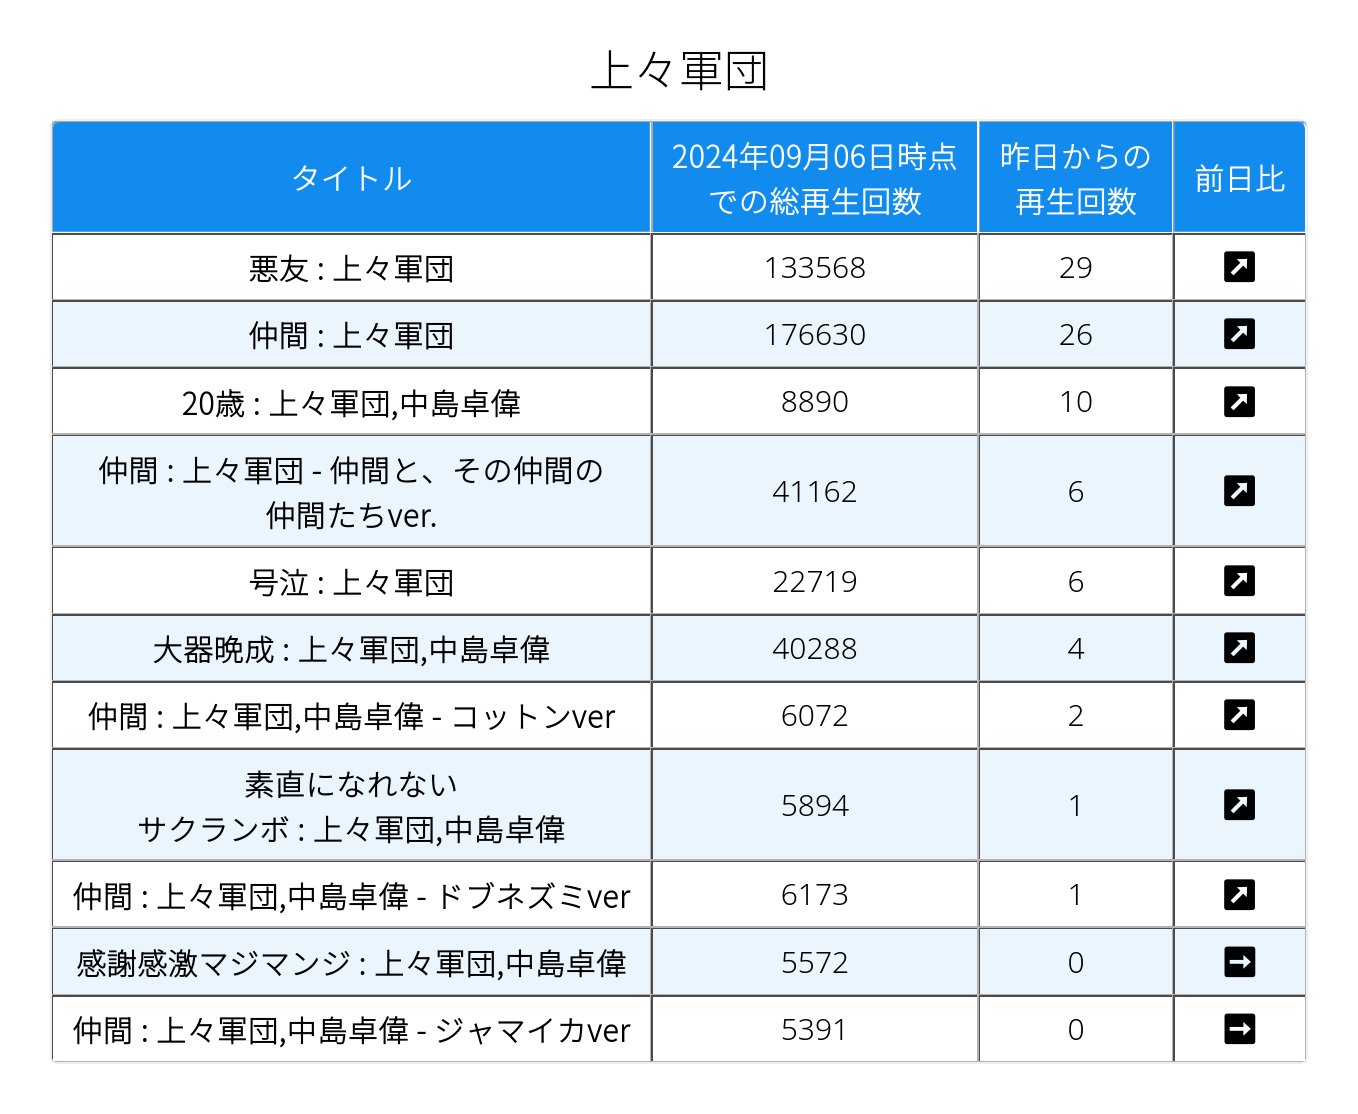 上々軍団
タイトル
2024年09月06日時点
での総再生回数
昨日からの
再生回数
前日比
悪友 : 上々軍団 133568 29
仲間 : 上々軍団 176630 26
20歳 : 上々軍団,中島卓偉 8890 10
仲間 : 上々軍団 - 仲間と、その仲間の
仲間たちver.
41162 6
号泣 : 上々軍団 22719 6
大器晩成 : 上々軍団,中島卓偉 40288 4
仲間 : 上々軍団,中島卓偉 - コットンver 6072 2
素直になれない
サクランボ : 上々軍団,中島卓偉
5894 1
仲間 : 上々軍団,中島卓偉 - ドブネズミver 6173 1
感謝感激マジマンジ : 上々軍団,中島卓偉 5572 0
仲間 : 上々軍団,中島卓偉 - ジャマイカver 5391 0